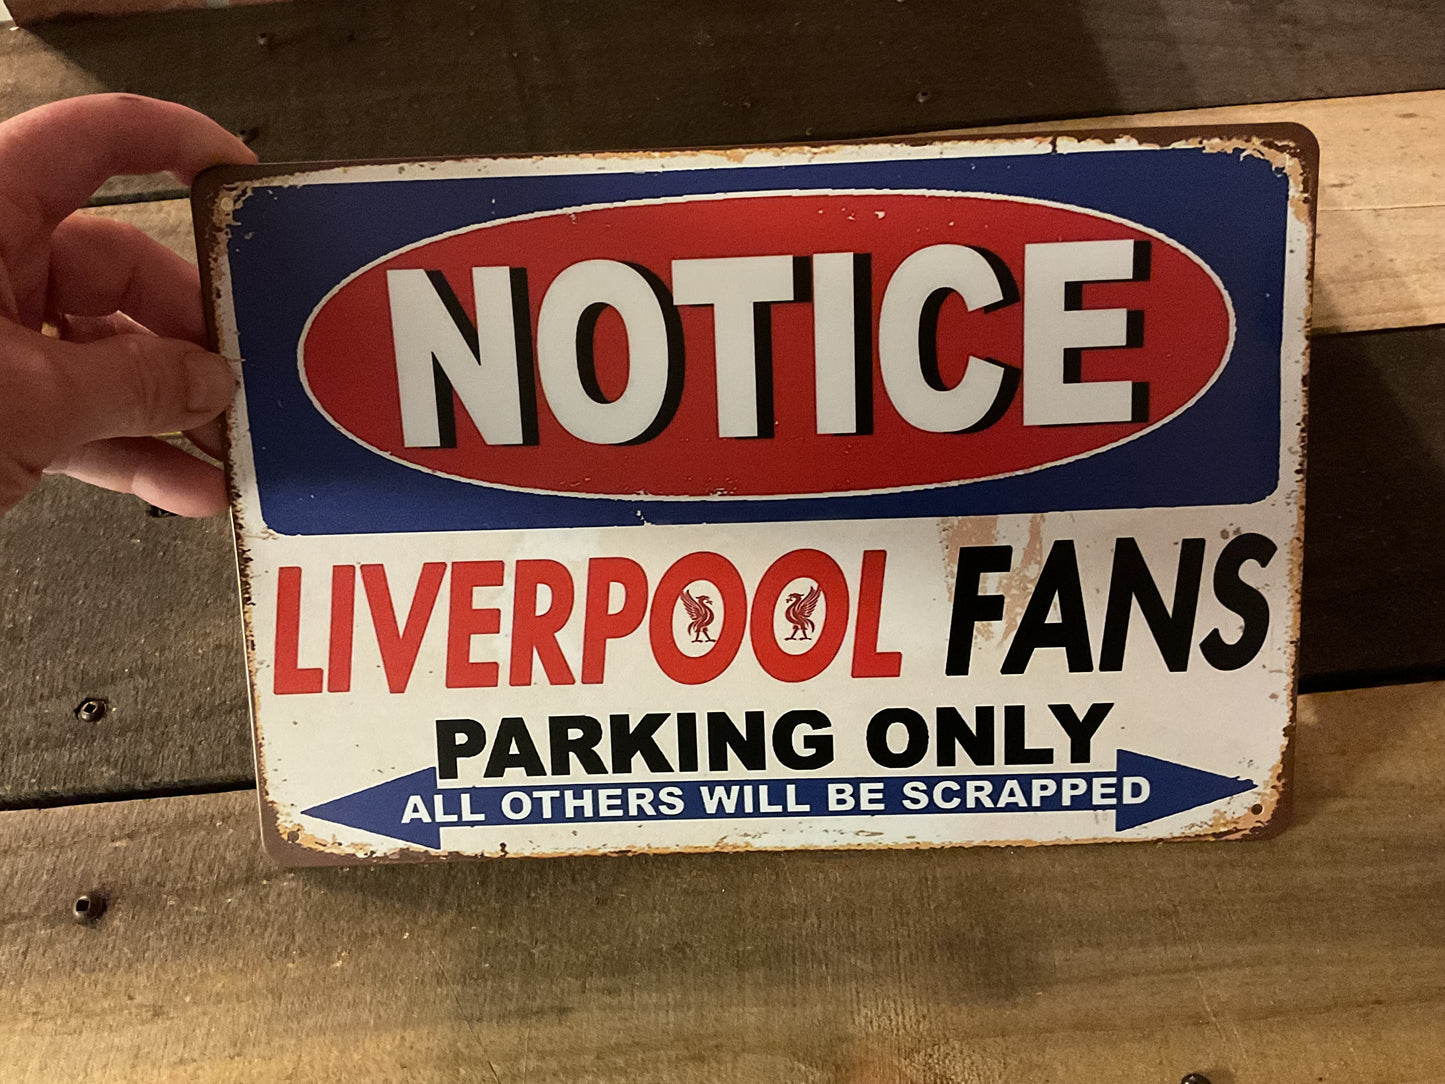 NOTICE
LIVERPOOL FANS
PARKING ONLY
ALL OTHERS WILL BE SCRAPPED